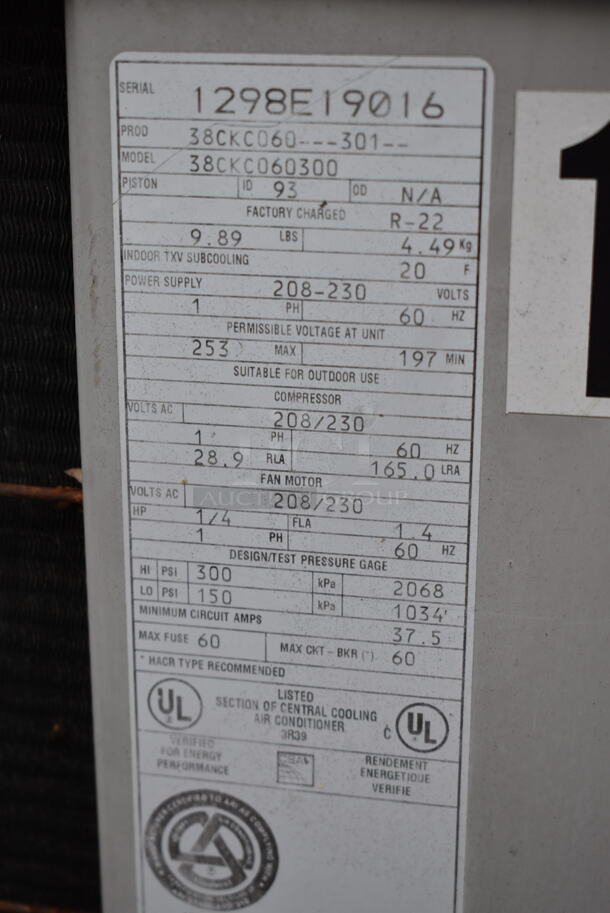 SERIAL 1298E19016
PROD 38CKC060---301--
MODEL 38CKC060300
PISTON ID 93 OD N/A
FACTORY CHARGED R-22
9.89 LBS 4.49 Kg
INDOOR TXV SUBCOOLING 20 F
POWER SUPPLY 208-230 VOLTS
1 PH 60 HZ
PERMISSIBLE VOLTAGE AT UNIT
253 MAX 197 MIN
SUITABLE FOR OUTDOOR USE
COMPRESSOR
VOLTS AC 208/230
1 PH 60 HZ
28.9 RLA 165.0 LRA
FAN MOTOR
VOLTS AC 208/230
HP 1/4 FLA 1.4
1 PH 60 HZ
DESIGN/TEST PRESSURE GAGE
HI PSI 300 kPa 2068
LO PSI 150 kPa 1034
MINIMUM CIRCUIT AMPS 37.5
MAX FUSE 60 MAX CKT-BKR (*) 60
* HACR TYPE RECOMMENDED
UL LISTED C UL
SECTION OF CENTRAL COOLING
AIR CONDITIONER
3R39
VERIFIED
FOR ENERGY
PERFORMANCE
CSA
RENDEMENT
ENERGETIQUE
VERIFIE
AUCTION GROUP